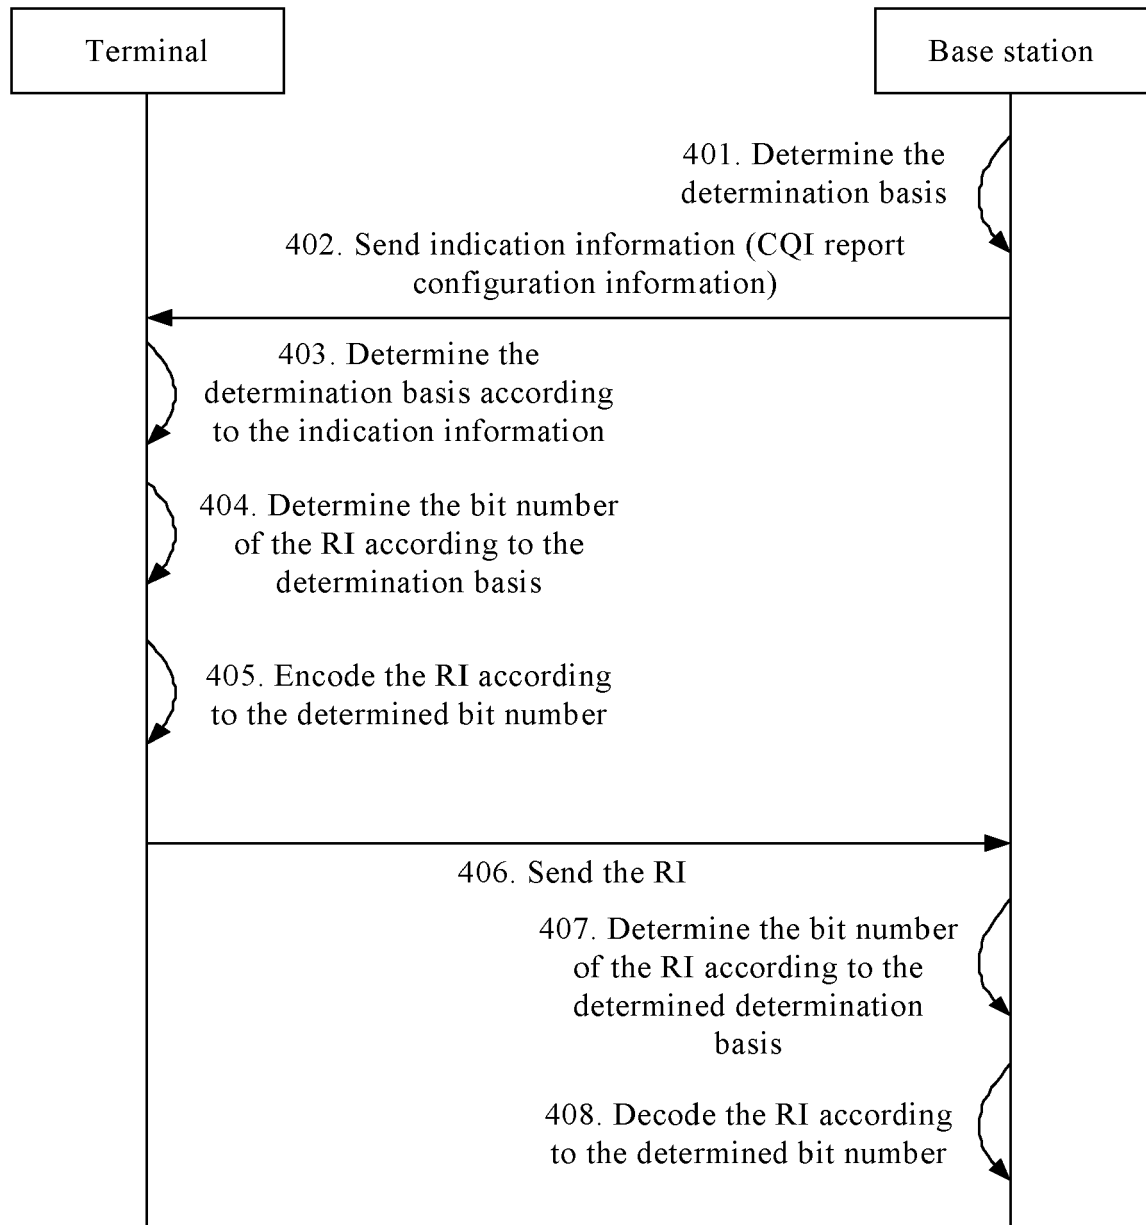 Terminal
Base station
401. Determine the
determination basis
402. Send indication information (CQI report
configuration information)
403. Determine the
determination basis according
to the indication information
404. Determine the bit number
of the RI according to the
determination basis
405. Encode the RI according
to the determined bit number
406. Send the RI
407. Determine the bit number
of the RI according to the
determined determination
basis
408. Decode the RI according
to the determined bit number